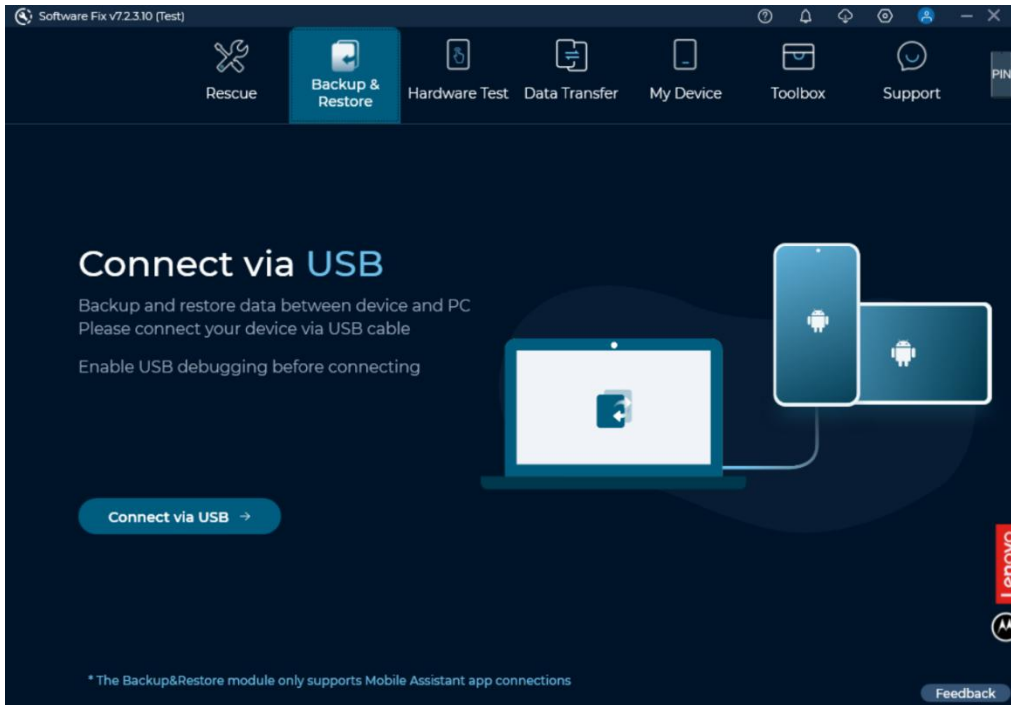 Software Fix v7.2.3.10 (Test)
Rescue
Backup &
Restore
Hardware Test
Data Transfer
My Device
Toolbox
Support
PIN
Connect via USB
Backup and restore data between device and PC
Please connect your device via USB cable
Enable USB debugging before connecting
Connect via USB →
Lenovo
* The Backup&Restore module only supports Mobile Assistant app connections
Feedback